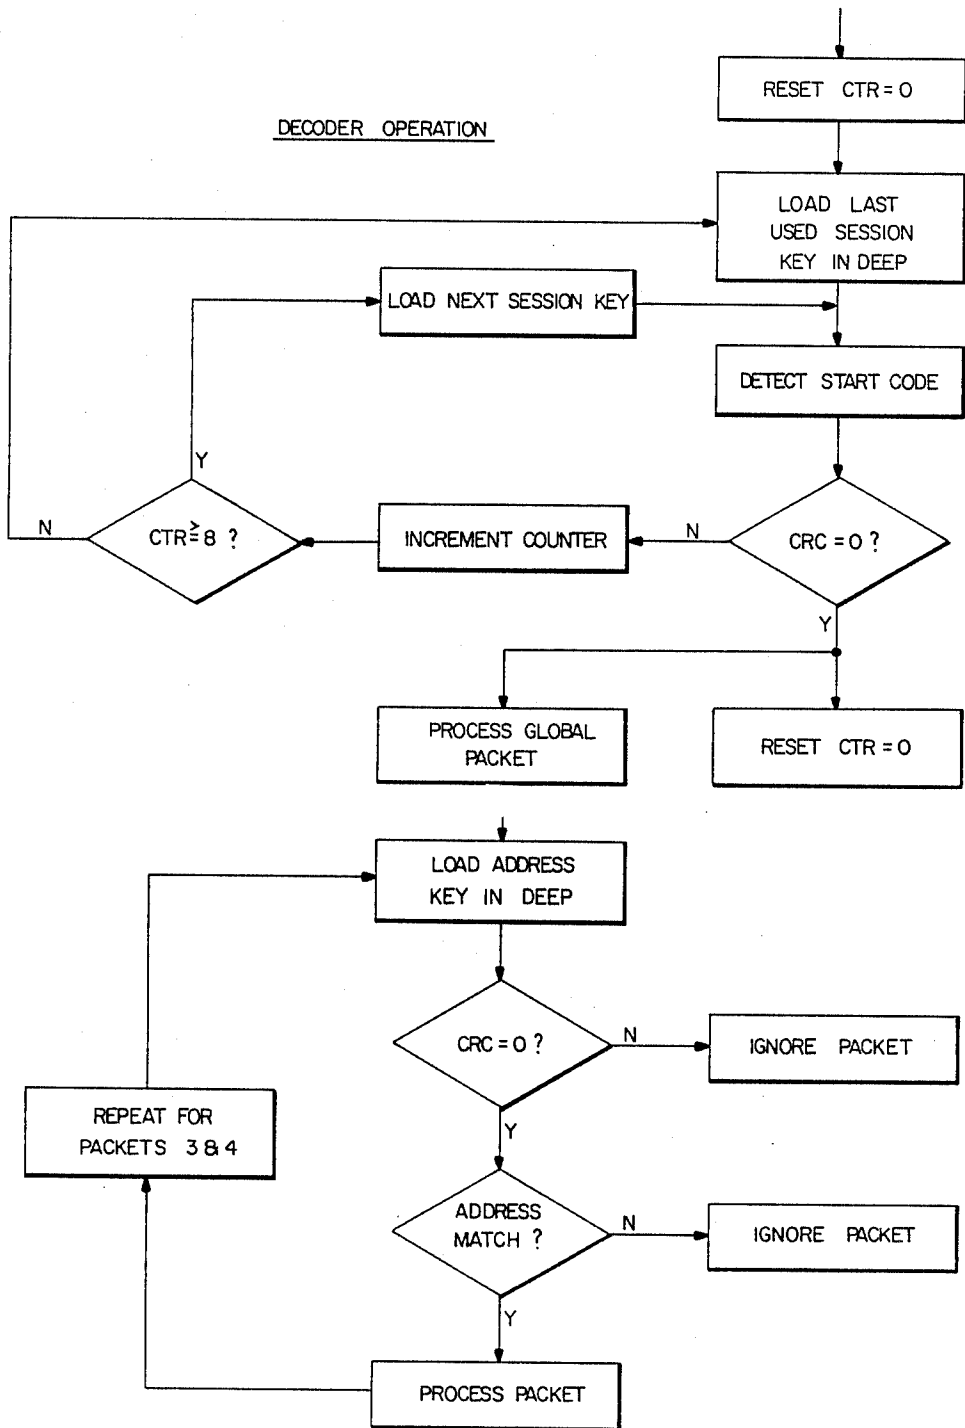 RESET CTR = 0
DECODER OPERATION
LOAD LAST
USED SESSION
KEY IN DEEP
LOAD NEXT SESSION KEY
DETECT START CODE
Y
N
CTR ≥ 8 ?
INCREMENT COUNTER
N
CRC = 0 ?
Y
PROCESS GLOBAL
PACKET
RESET CTR = 0
LOAD ADDRESS
KEY IN DEEP
CRC = 0 ?
N
IGNORE PACKET
REPEAT FOR
PACKETS 3 & 4
Y
ADDRESS
MATCH ?
N
IGNORE PACKET
Y
PROCESS PACKET